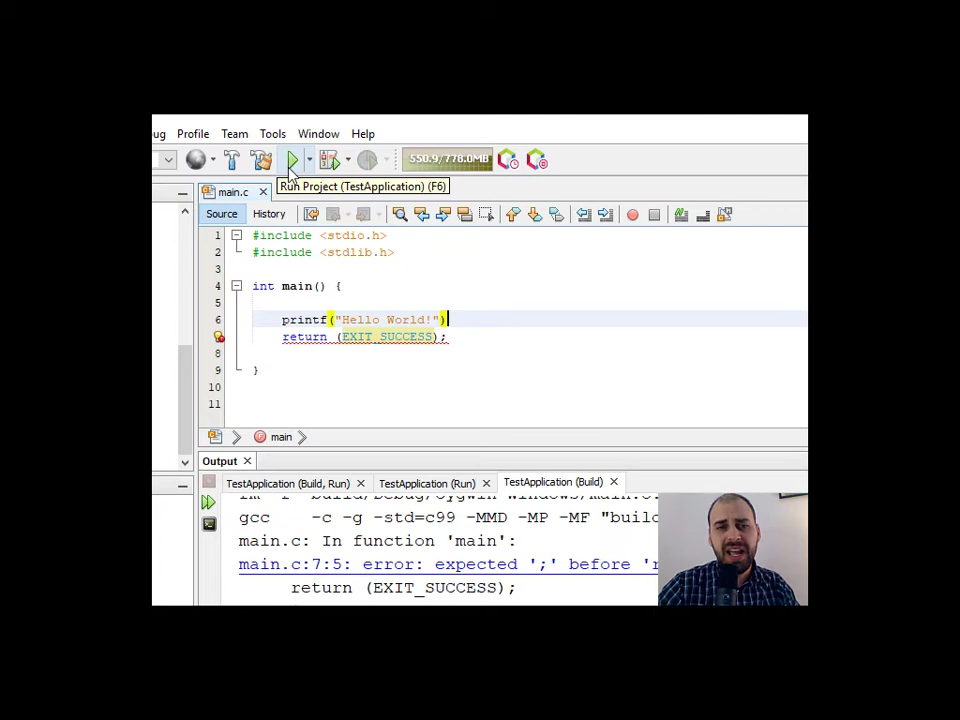 Profile Team Tools Window Help
550.9/778.0MB
Run Project (TestApplication) (F6)
main.c
Source History
1 #include <stdio.h>
2 #include <stdlib.h>
3
4 int main() {
5
6 printf("Hello World!")
return (EXIT_SUCCESS);
8
9 }
10
11
main
Output
TestApplication (Build, Run) TestApplication (Run) TestApplication (Build)
gcc -c -g -std=c99 -MMD -MP -MF "buil
main.c: In function 'main':
main.c:7:5: error: expected ';' before 'r
return (EXIT_SUCCESS);